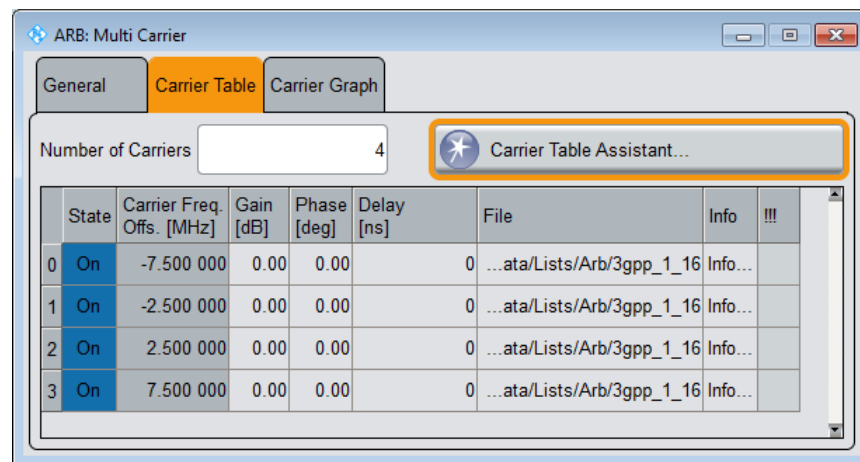 ARB: Multi Carrier
General Carrier Table Carrier Graph
Number of Carriers 4 Carrier Table Assistant...
State Carrier Freq. Offs. [MHz] Gain [dB] Phase [deg] Delay [ns] File Info !!!
0 On -7.500 000 0.00 0.00 0 ...ata/Lists/Arb/3gpp_1_16 Info...
1 On -2.500 000 0.00 0.00 0 ...ata/Lists/Arb/3gpp_1_16 Info...
2 On 2.500 000 0.00 0.00 0 ...ata/Lists/Arb/3gpp_1_16 Info...
3 On 7.500 000 0.00 0.00 0 ...ata/Lists/Arb/3gpp_1_16 Info...